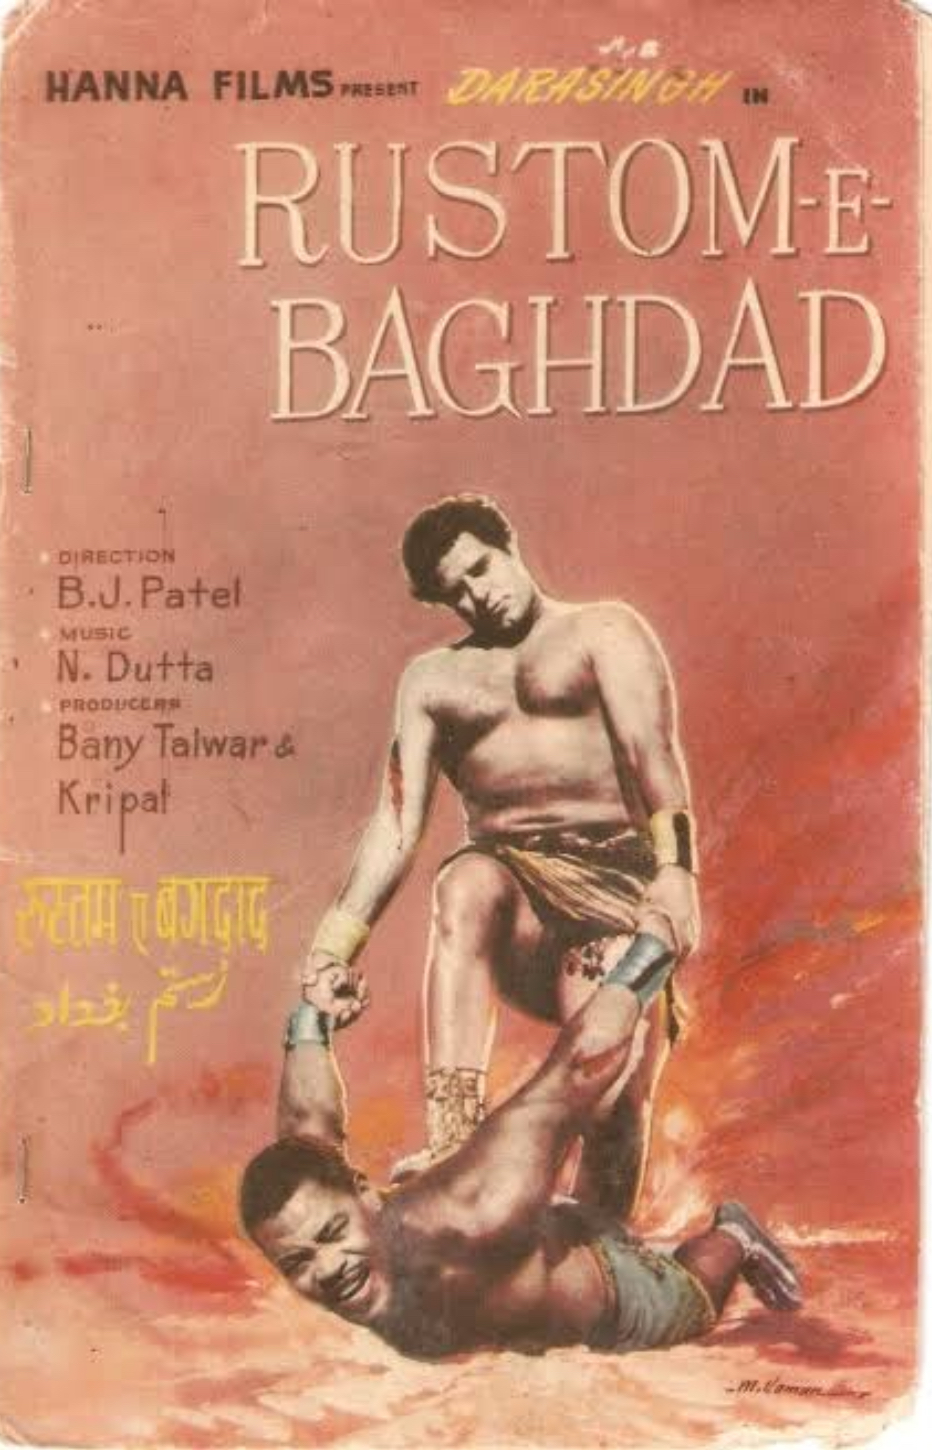 HANNA FILMS PRESENT DARASINGH IN
RUSTOM-E-
BAGHDAD
DIRECTION
B.J. Patel
MUSIC
N. Dutta
PRODUCERS
Bany Talwar &
Kripal
रुस्तम ए बगदाद
رستم بغداد